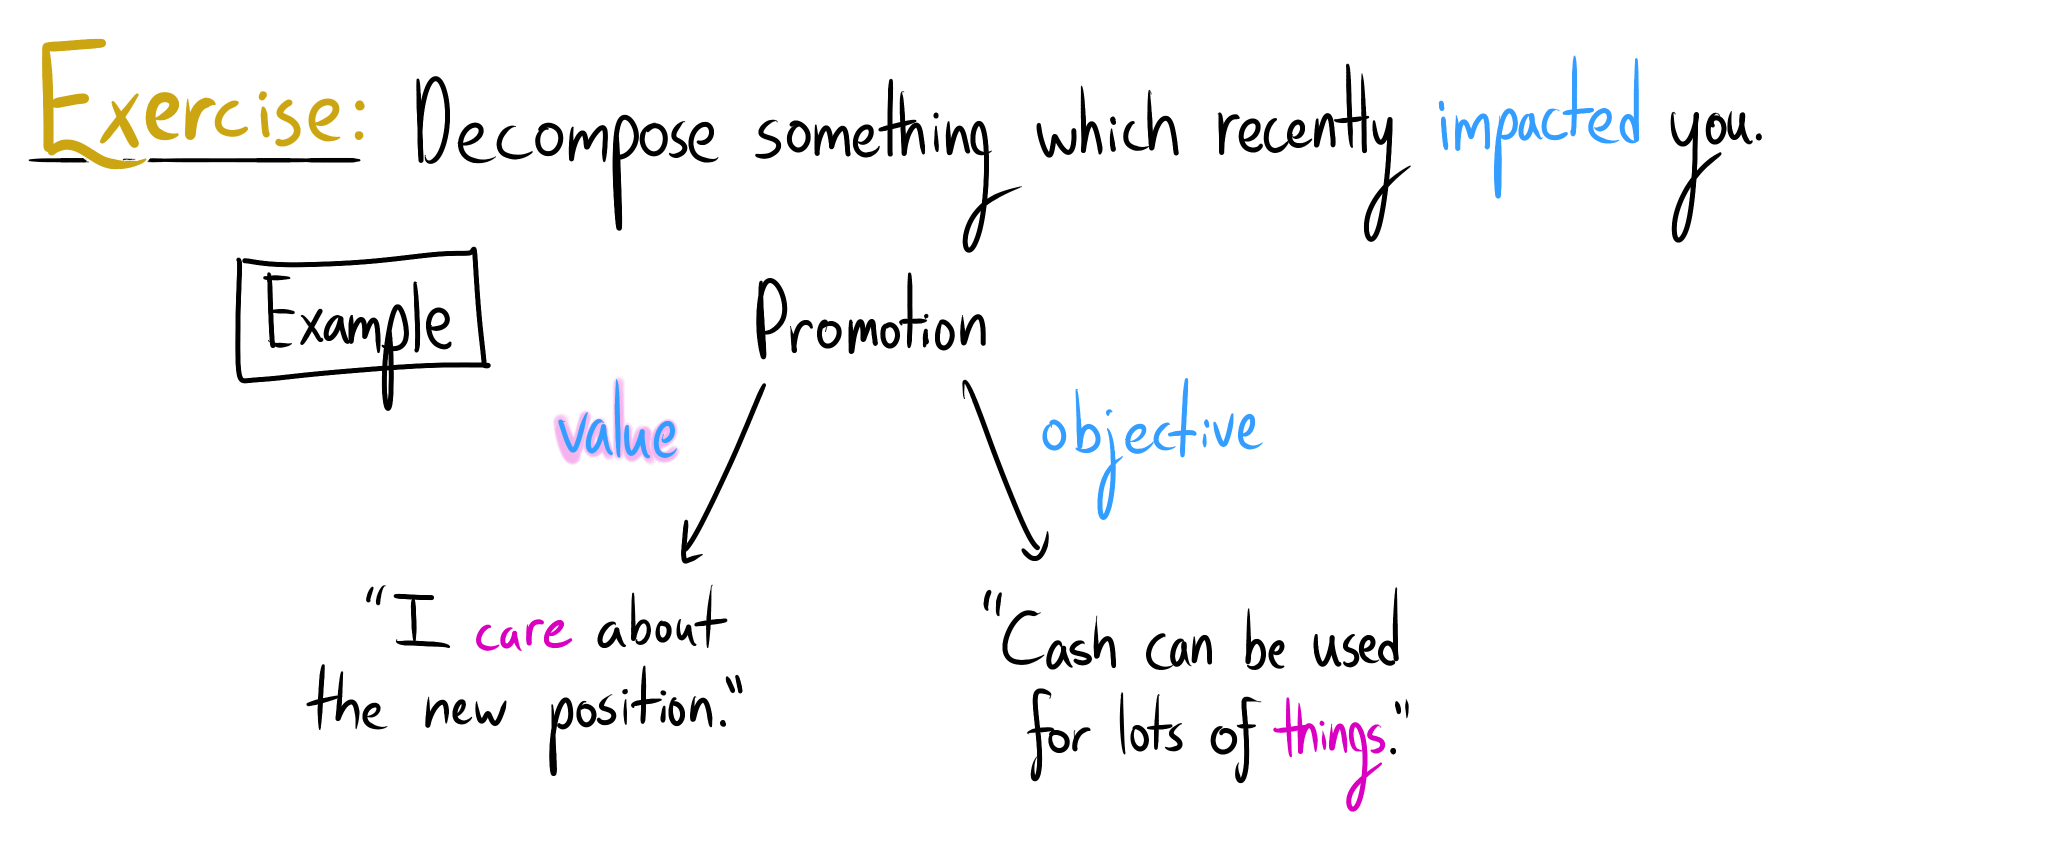 Exercise: Decompose something which recently impacted you.
Example
Promotion
value
objective
"I care about
the new position."
"Cash can be used
for lots of things."